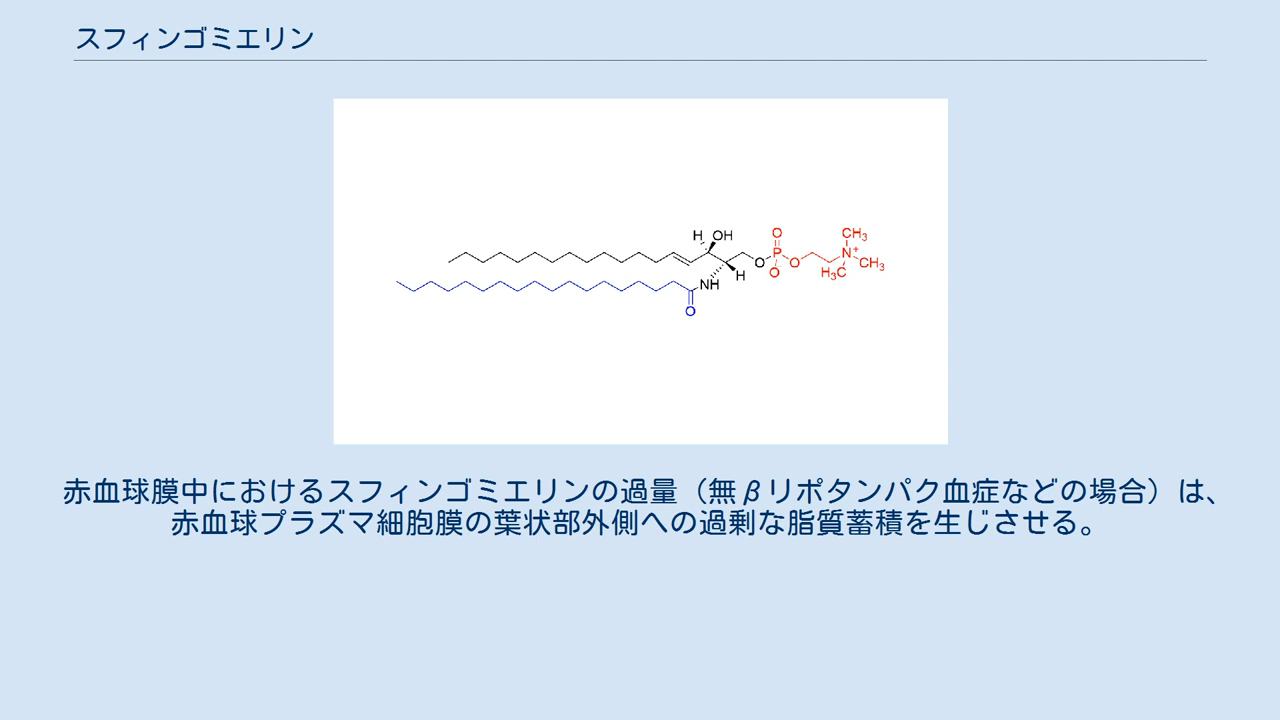 スフィンゴミエリン
H OH
O
CH3
P
N+
O
O
CH3
O
H3C
H
NH
O
赤血球膜中におけるスフィンゴミエリンの過量（無βリポタンパク血症などの場合）は、
赤血球プラズマ細胞膜の葉状部外側への過剰な脂質蓄積を生じさせる。